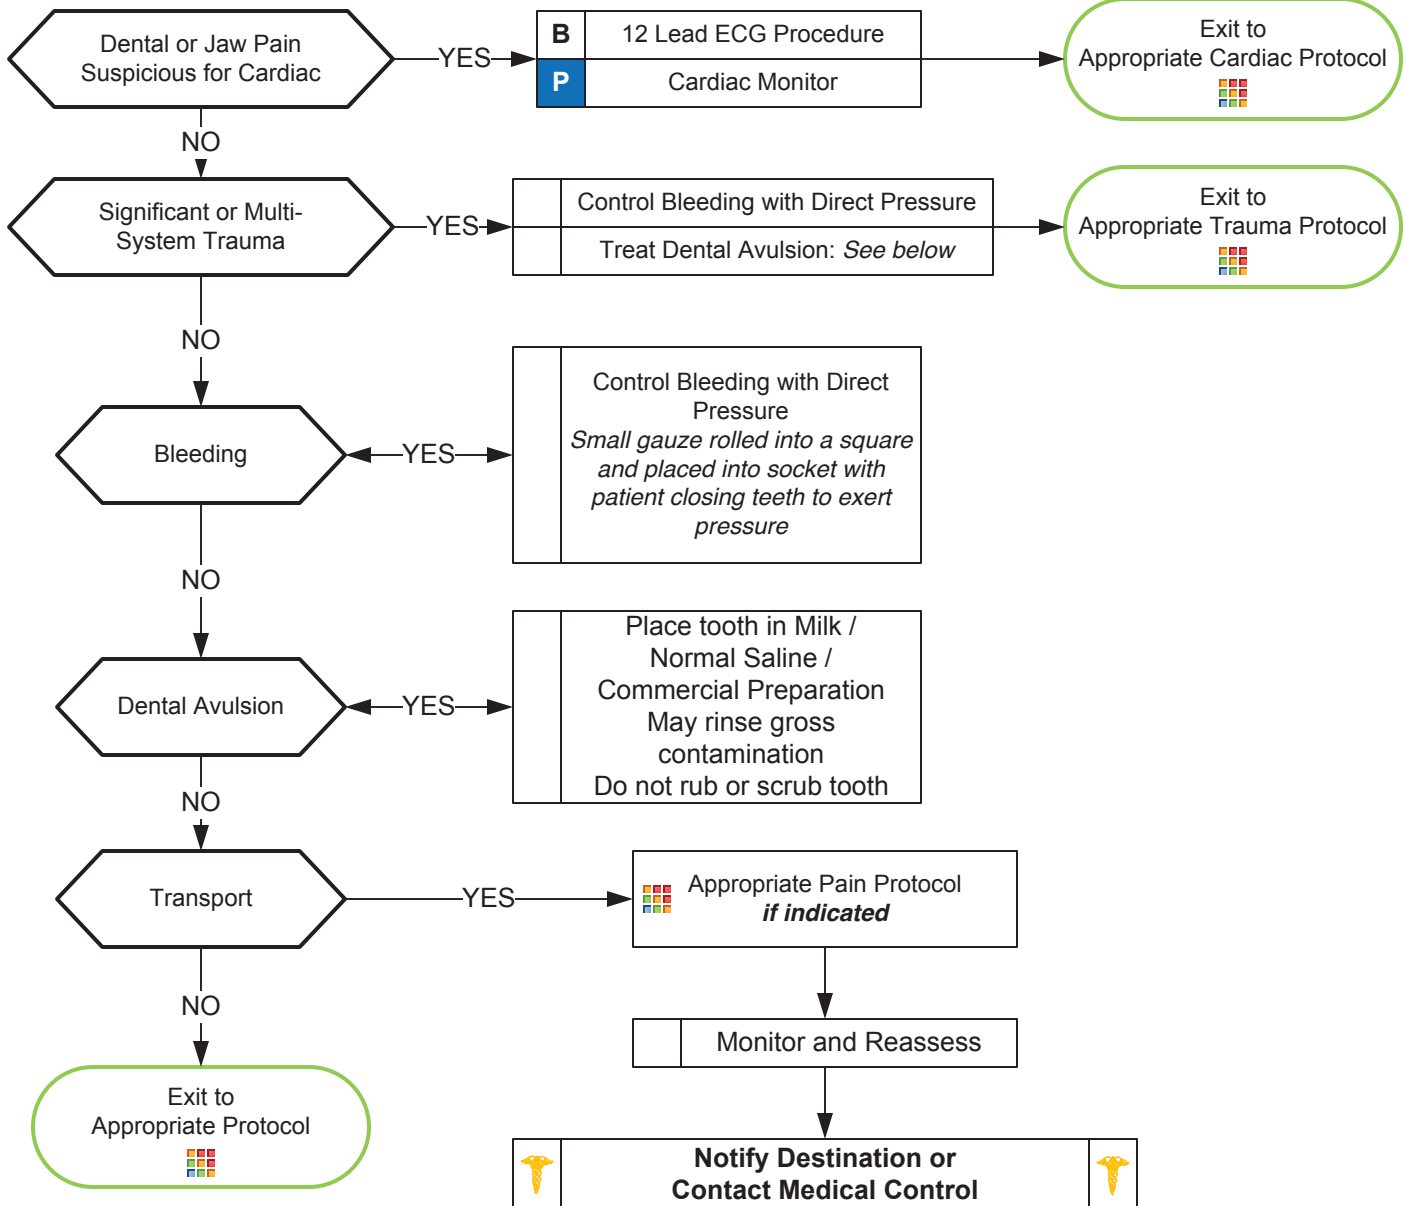 Dental or Jaw Pain
Suspicious for Cardiac
YES
B
12 Lead ECG Procedure
P
Cardiac Monitor
Exit to
Appropriate Cardiac Protocol
NO
Significant or Multi-
System Trauma
YES
Control Bleeding with Direct Pressure
Treat Dental Avulsion: See below
Exit to
Appropriate Trauma Protocol
NO
Bleeding
YES
Control Bleeding with Direct
Pressure
Small gauze rolled into a square
and placed into socket with
patient closing teeth to exert
pressure
NO
Dental Avulsion
YES
Place tooth in Milk /
Normal Saline /
Commercial Preparation
May rinse gross
contamination
Do not rub or scrub tooth
NO
Transport
YES
Appropriate Pain Protocol
if indicated
NO
Monitor and Reassess
Exit to
Appropriate Protocol
Notify Destination or
Contact Medical Control